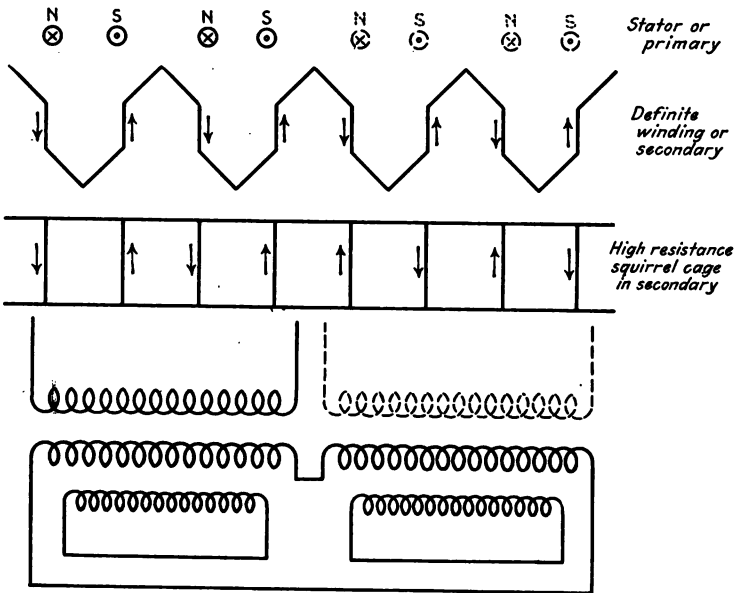 N S N S N S N S
Stator or
primary
Definite
winding or
secondary
High resistance
squirrel cage
in secondary